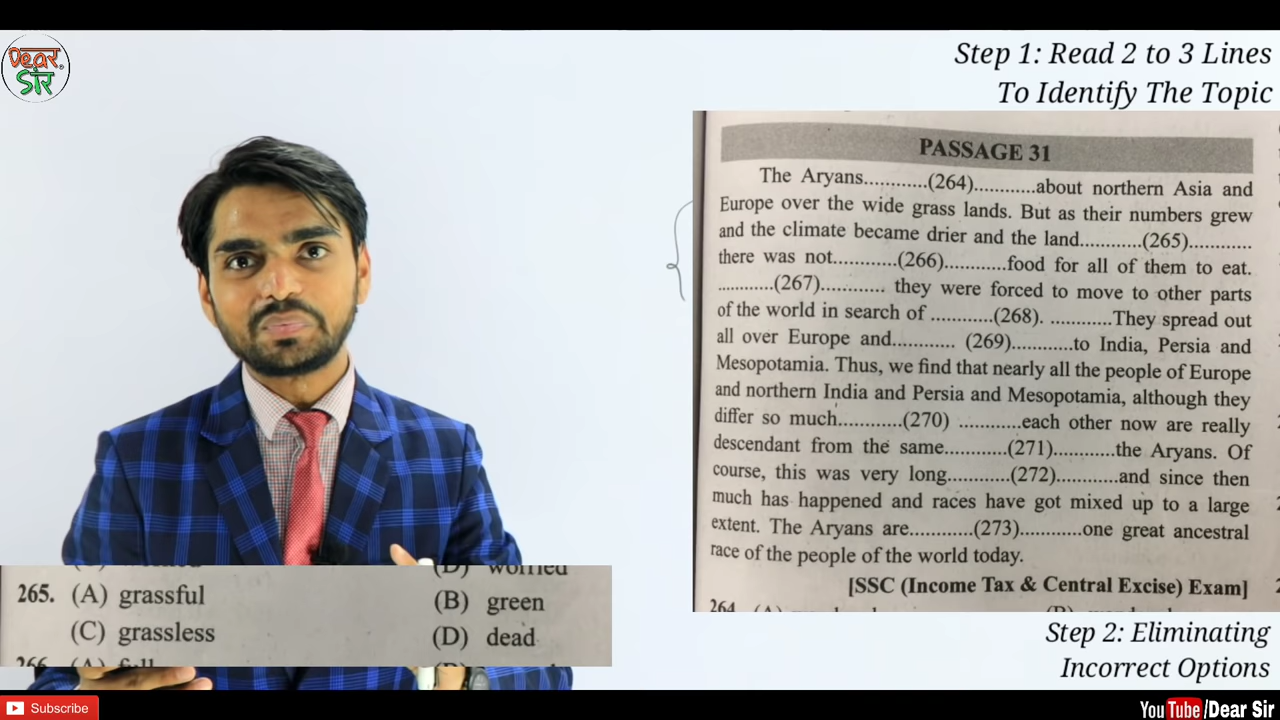 Dear
Sir
Step 1: Read 2 to 3 Lines
To Identify The Topic
PASSAGE 31
The Aryans............(264)............about northern Asia and
Europe over the wide grass lands. But as their numbers grew
and the climate became drier and the land............(265)............
there was not............(266)............food for all of them to eat.
............(267)............ they were forced to move to other parts
of the world in search of ............(268). ............They spread out
all over Europe and............ (269)............to India, Persia and
Mesopotamia. Thus, we find that nearly all the people of Europe
and northern India and Persia and Mesopotamia, although they
differ so much............(270) ............each other now are really
descendant from the same............(271)............the Aryans. Of
course, this was very long............(272)............and since then
much has happened and races have got mixed up to a large
extent. The Aryans are............(273)............one great ancestral
race of the people of the world today.
[SSC (Income Tax & Central Excise) Exam]
264 (A) (B)
(D) worried
265. (A) grassful (B) green
(C) grassless (D) dead
266 (A) full
Step 2: Eliminating
Incorrect Options
Subscribe
YouTube/Dear Sir